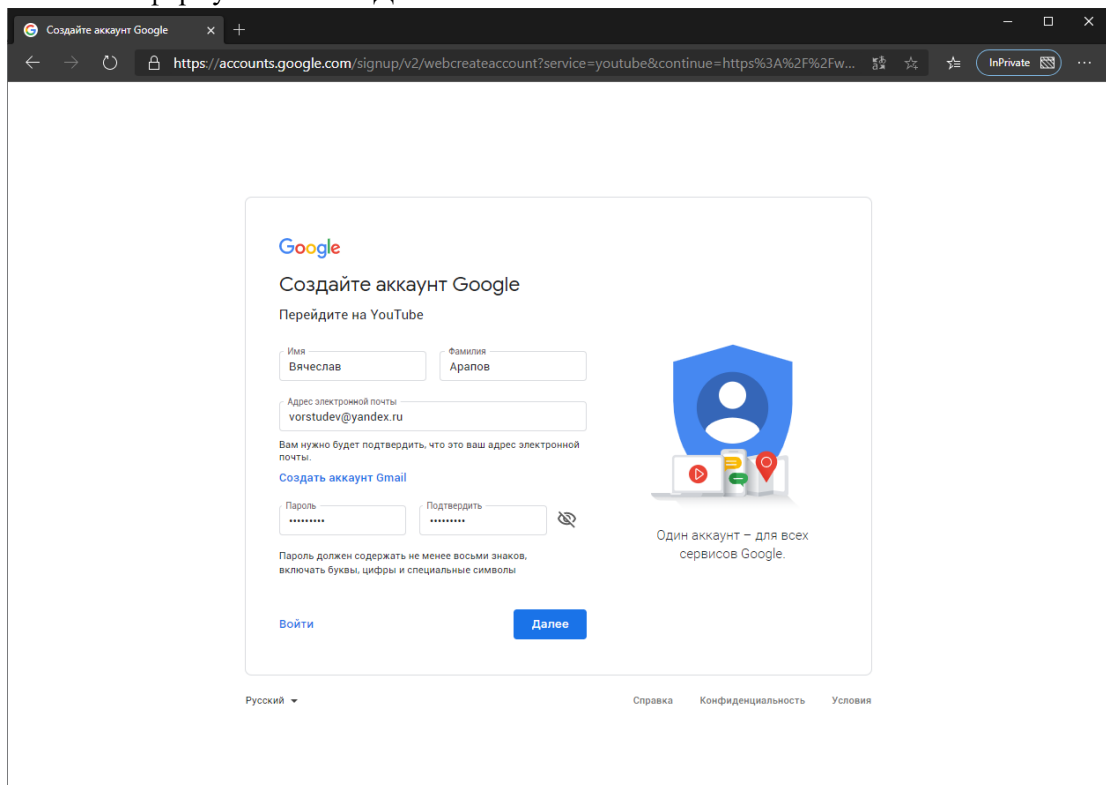 Создайте аккаунт Google
https://accounts.google.com/signup/v2/webcreateaccount?service=youtube&continue=https%3A%2F%2Fw...
InPrivate
Google
Создайте аккаунт Google
Перейдите на YouTube
Имя Фамилия
Вячеслав Арапов
Адрес электронной почты
vorstudev@yandex.ru
Вам нужно будет подтвердить, что это ваш адрес электронной
почты.
Создать аккаунт Gmail
Пароль Подтвердить
••••••••• •••••••••
Пароль должен содержать не менее восьми знаков,
включать буквы, цифры и специальные символы
Один аккаунт – для всех
сервисов Google.
Войти Далее
Русский Справка Конфиденциальность Условия